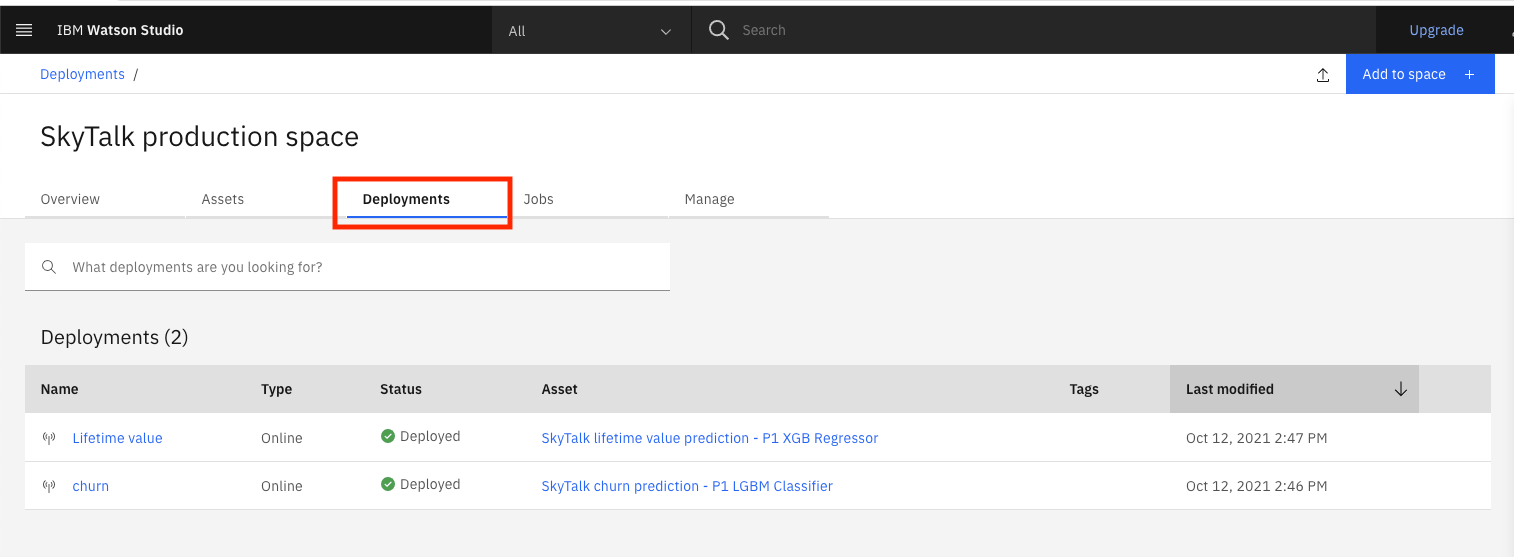 IBM Watson Studio All Search Upgrade
Deployments / Add to space +
SkyTalk production space
Overview Assets Deployments Jobs Manage
What deployments are you looking for?
Deployments (2)
Name Type Status Asset Tags Last modified
Lifetime value Online Deployed SkyTalk lifetime value prediction - P1 XGB Regressor Oct 12, 2021 2:47 PM
churn Online Deployed SkyTalk churn prediction - P1 LGBM Classifier Oct 12, 2021 2:46 PM